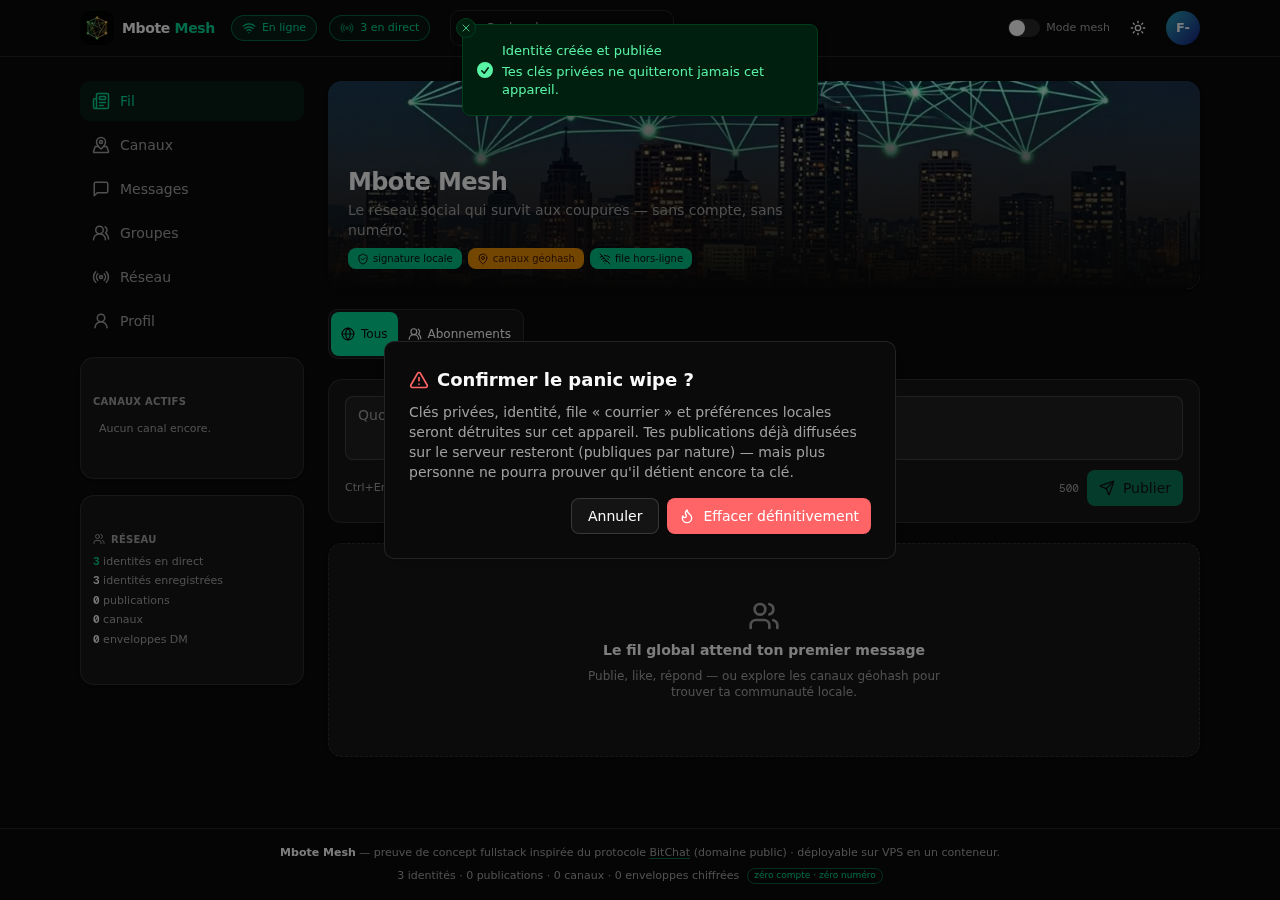 Mbote Mesh
En ligne
3 en direct
Mode mesh
F-
Identité créée et publiée
Tes clés privées ne quitteront jamais cet
appareil.
Fil
Canaux
Messages
Groupes
Réseau
Profil
CANAUX ACTIFS
Aucun canal encore.
RÉSEAU
3 identités en direct
3 identités enregistrées
0 publications
0 canaux
0 enveloppes DM
Mbote Mesh
Le réseau social qui survit aux coupures — sans compte, sans
numéro.
signature locale
canaux géohash
file hors-ligne
Tous
Abonnements
Confirmer le panic wipe ?
Clés privées, identité, file « courrier » et préférences locales
seront détruites sur cet appareil. Tes publications déjà diffusées
sur le serveur resteront (publiques par nature) — mais plus
personne ne pourra prouver qu'il détient encore ta clé.
Annuler
Effacer définitivement
500
Publier
Le fil global attend ton premier message
Publie, like, répond — ou explore les canaux géohash pour
trouver ta communauté locale.
Mbote Mesh — preuve de concept fullstack inspirée du protocole BitChat (domaine public) · déployable sur VPS en un conteneur.
3 identités · 0 publications · 0 canaux · 0 enveloppes chiffrées
zéro compte · zéro numéro